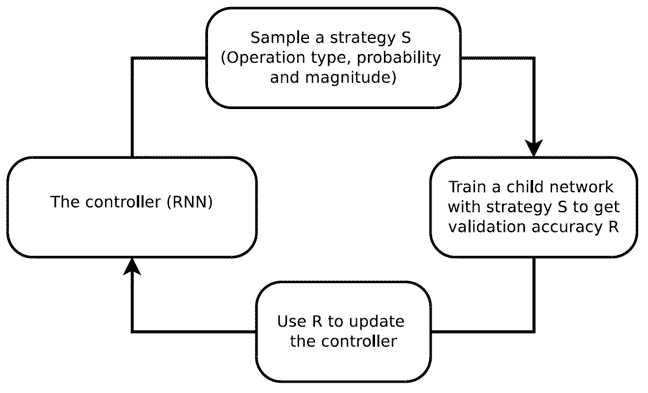 Sample a strategy S
(Operation type, probability
and magnitude)
The controller (RNN)
Train a child network
with strategy S to get
validation accuracy R
Use R to update
the controller